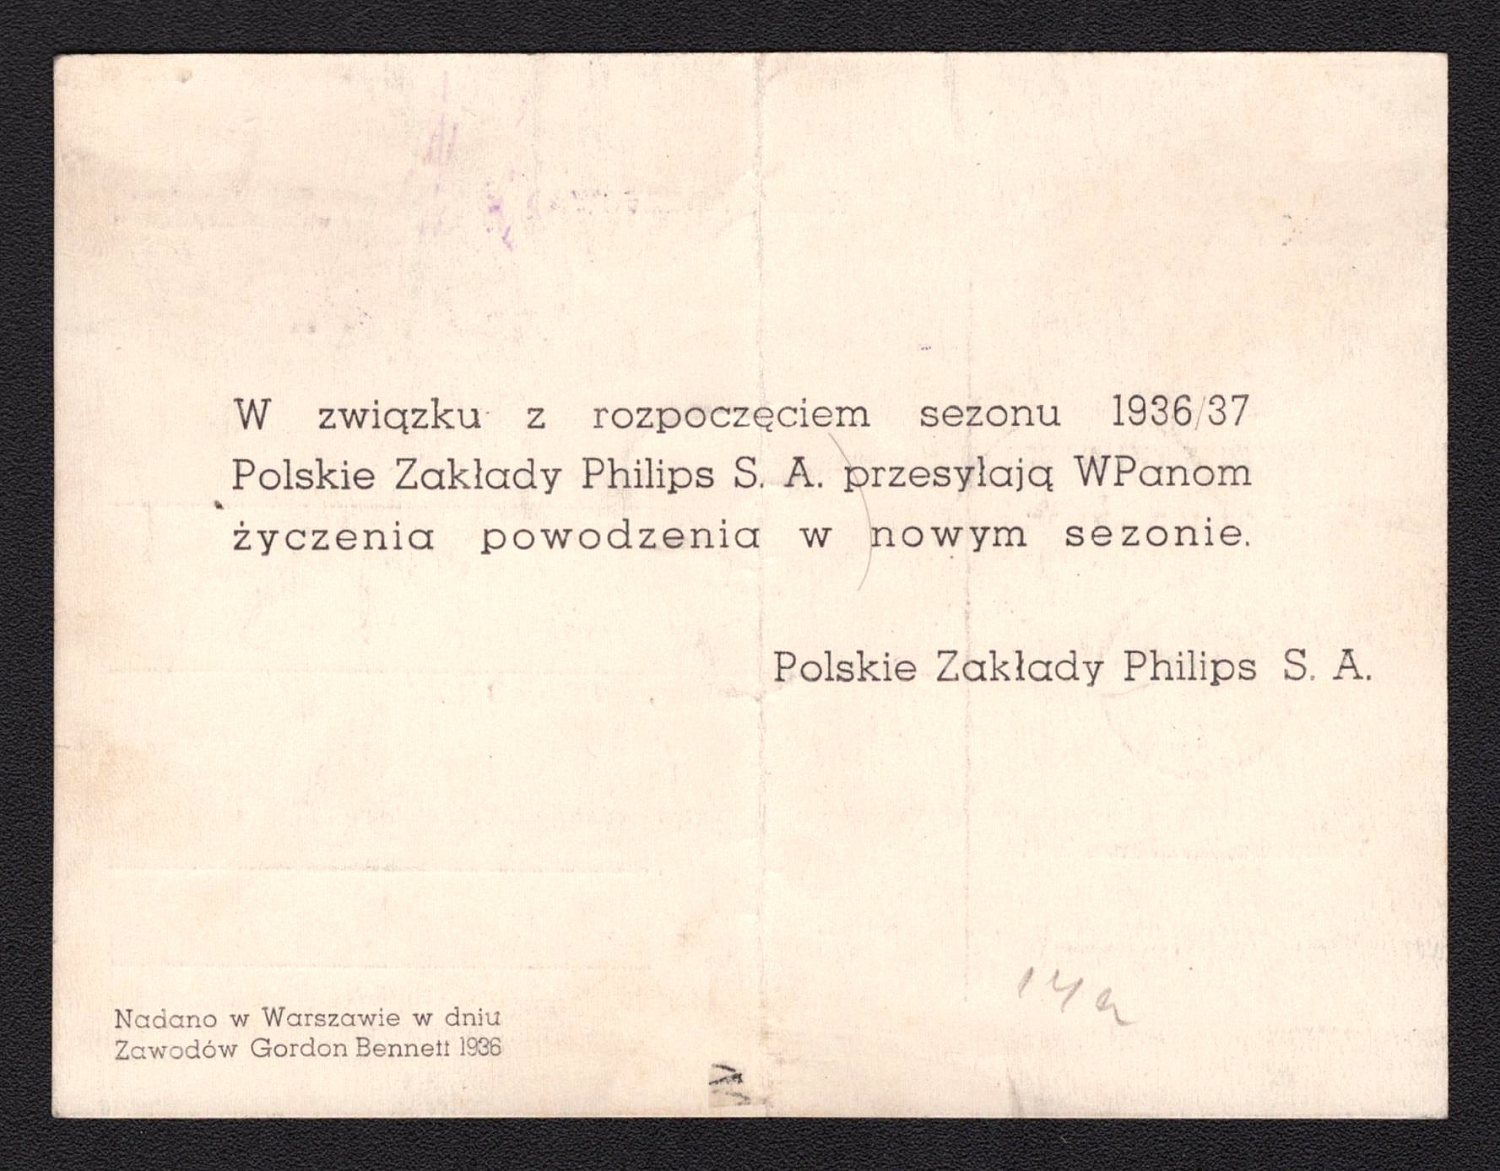 W związku z rozpoczęciem sezonu 1936/37
Polskie Zakłady Philips S. A. przesyłają WPanom
życzenia powodzenia w nowym sezonie.
Polskie Zakłady Philips S. A.
Nadano w Warszawie w dniu
Zawodów Gordon Bennett 1936
14a